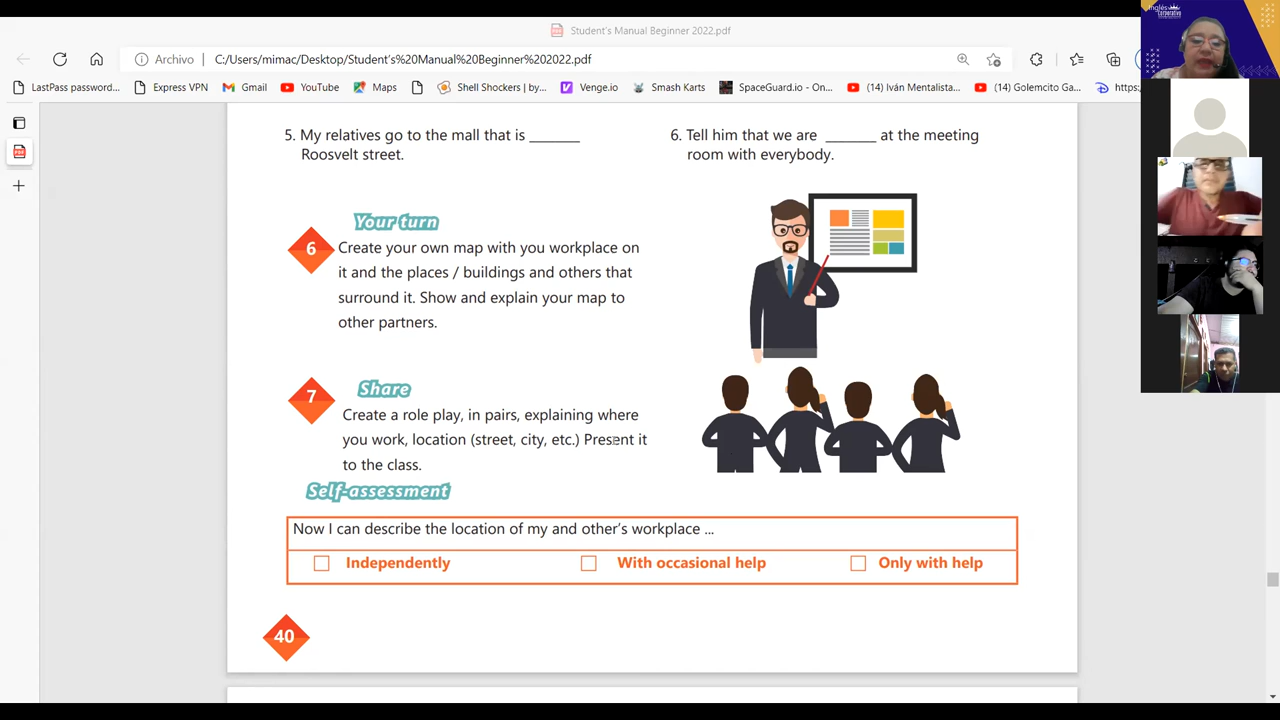 Student's Manual Beginner 2022.pdf
Archivo
C:/Users/mimac/Desktop/Student's%20Manual%20Beginner%202022.pdf
LastPass password...
Express VPN
Gmail
YouTube
Maps
Shell Shockers | by...
Venge.io
Smash Karts
SpaceGuard.io - On...
(14) Iván Mentalista...
(14) Golemcito Ga...
https:
Inglés
Corporativo
5. My relatives go to the mall that is _______
Roosvelt street.
6. Tell him that we are _______ at the meeting
room with everybody.
6
Your turn
Create your own map with you workplace on
it and the places / buildings and others that
surround it. Show and explain your map to
other partners.
7
Share
Create a role play, in pairs, explaining where
you work, location (street, city, etc.) Present it
to the class.
Self-assessment
Now I can describe the location of my and other's workplace ...
Independently
With occasional help
Only with help
40